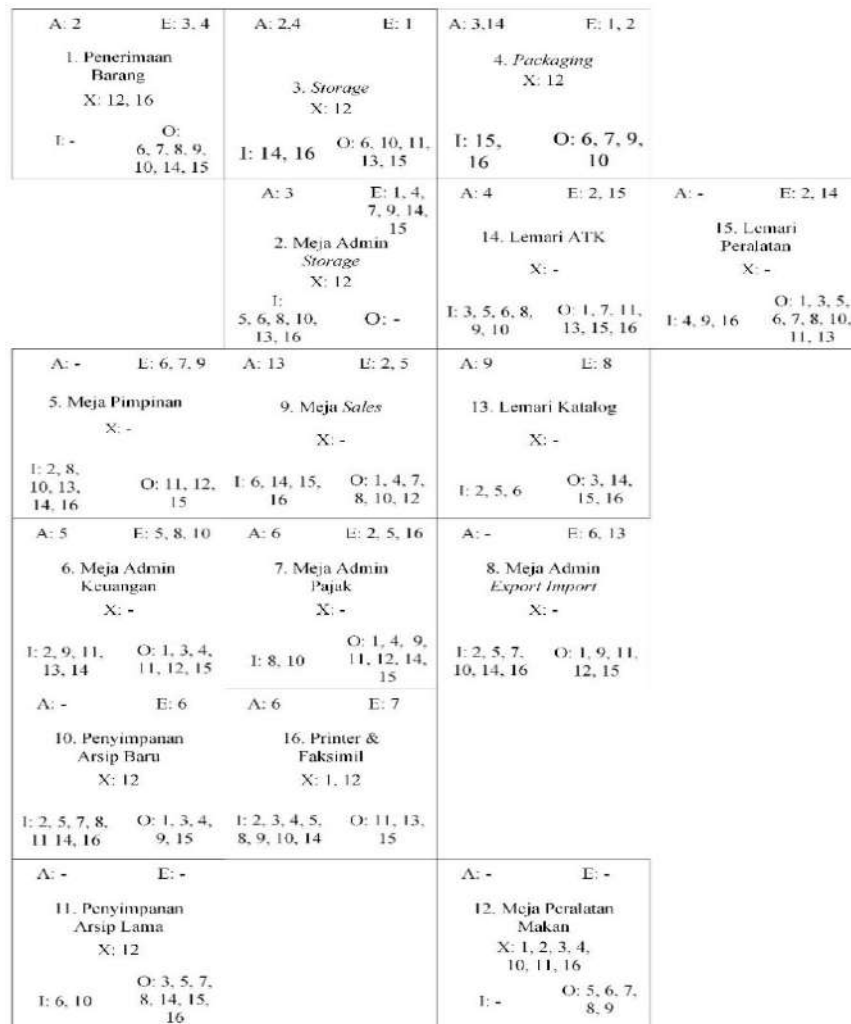 A: 2 E: 3, 4
1. Penerimaan
Barang
X: 12, 16
I: - O:
6, 7, 8, 9,
10, 14, 15
A: 2,4 E: 1
3. Storage
X: 12
I: 14, 16 O: 6, 10, 11,
13, 15
A: 3,14 E: 1, 2
4. Packaging
X: 12
I: 15,
16
O: 6, 7, 9,
10
A: 3 E: 1, 4,
7, 9, 14,
15
2. Meja Admin
Storage
X: 12
I:
5, 6, 8, 10,
13, 16
O: -
A: 4 E: 2, 15
14. Lemari ATK
X: -
I: 3, 5, 6, 8,
9, 10
O: 1, 7, 11,
13, 15, 16
A: - E: 2, 14
15. Lemari
Peralatan
X: -
I: 4, 9, 16
O: 1, 3, 5,
6, 7, 8, 10,
11, 13
A: - E: 6, 7, 9
5. Meja Pimpinan
X: -
I: 2, 8,
10, 13,
14, 16
O: 11, 12,
15
A: 13 E: 2, 5
9. Meja Sales
X: -
I: 6, 14, 15,
16
O: 1, 4, 7,
8, 10, 12
A: 9 E: 8
13. Lemari Katalog
X: -
I: 2, 5, 6
O: 3, 14,
15, 16
A: 5 E: 5, 8, 10
6. Meja Admin
Keuangan
X: -
I: 2, 9, 11,
13, 14
O: 1, 3, 4,
11, 12, 15
A: 6 E: 2, 5, 16
7. Meja Admin
Pajak
X: -
I: 8, 10
O: 1, 4, 9,
11, 12, 14,
15
A: - E: 6, 13
8. Meja Admin
Export Import
X: -
I: 2, 5, 7,
10, 14, 16
O: 1, 9, 11,
12, 15
A: - E: 6
10. Penyimpanan
Arsip Baru
X: 12
I: 2, 5, 7, 8,
11 14, 16
O: 1, 3, 4,
9, 15
A: 6 E: 7
16. Printer &
Faksimil
X: 1, 12
I: 2, 3, 4, 5,
8, 9, 10, 14
O: 11, 13,
15
A: - E: -
11. Penyimpanan
Arsip Lama
X: 12
I: 6, 10
O: 3, 5, 7,
8, 14, 15,
16
A: - E: -
12. Meja Peralatan
Makan
X: 1, 2, 3, 4,
10, 11, 16
I: -
O: 5, 6, 7,
8, 9